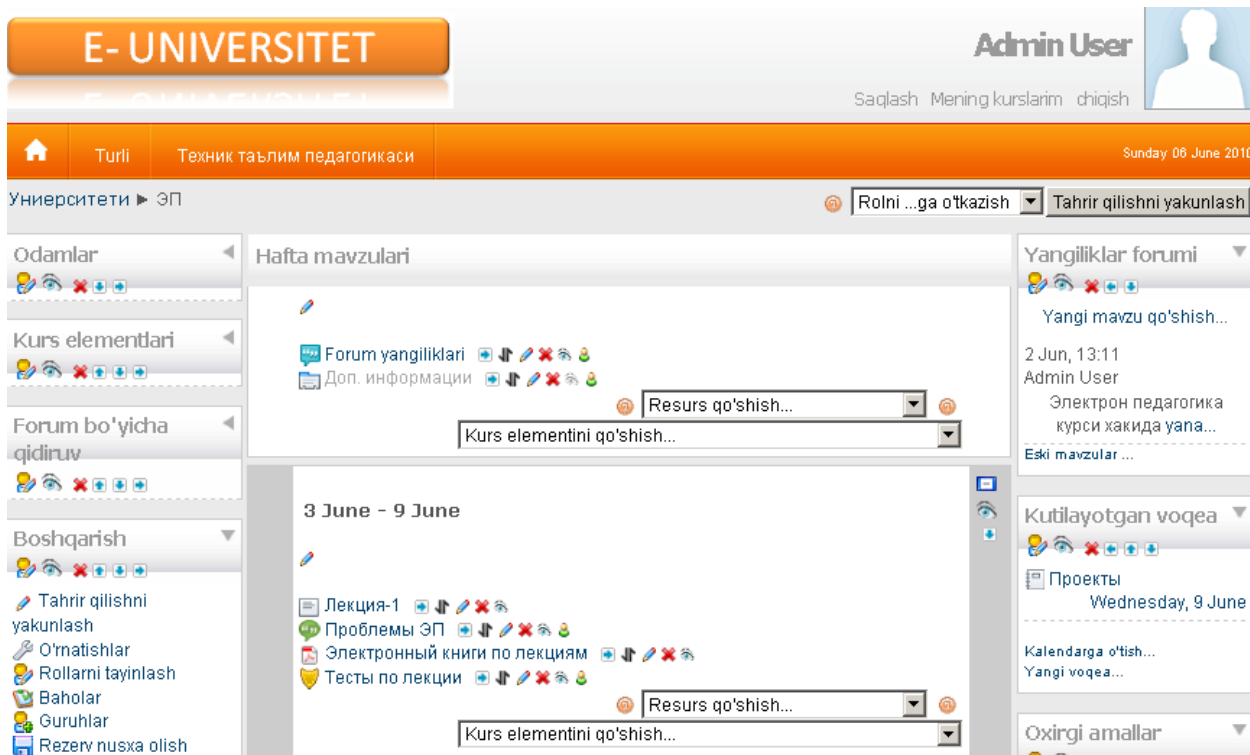 E- UNIVERSITET
Admin User
Saqlash Mening kurslarim chiqish
Turli Техник таълим педагогикаси
Sunday 06 June 2010
Униерситети ► ЭП
Rolni ...ga o'tkazish Tahrir qilishni yakunlash
Odamlar
Kurs elementlari
Forum bo'yicha
qidiruv
Boshqarish
Tahrir qilishni
yakunlash
O'rnatishlar
Rollarni tayinlash
Baholar
Guruhlar
Rezerv nusxa olish
Hafta mavzulari
Forum yangiliklari
Доп. информации
Resurs qo'shish...
Kurs elementini qo'shish...
3 June - 9 June
Лекция-1
Проблемы ЭП
Электронный книги по лекциям
Тесты по лекции
Resurs qo'shish...
Kurs elementini qo'shish...
Yangiliklar forumi
Yangi mavzu qo'shish...
2 Jun, 13:11
Admin User
Электрон педагогика
курси хакида yana...
Eski mavzular ...
Kutilayotgan voqea
Проекты
Wednesday, 9 June
Kalendarga o'tish...
Yangi voqea...
Oxirgi amallar